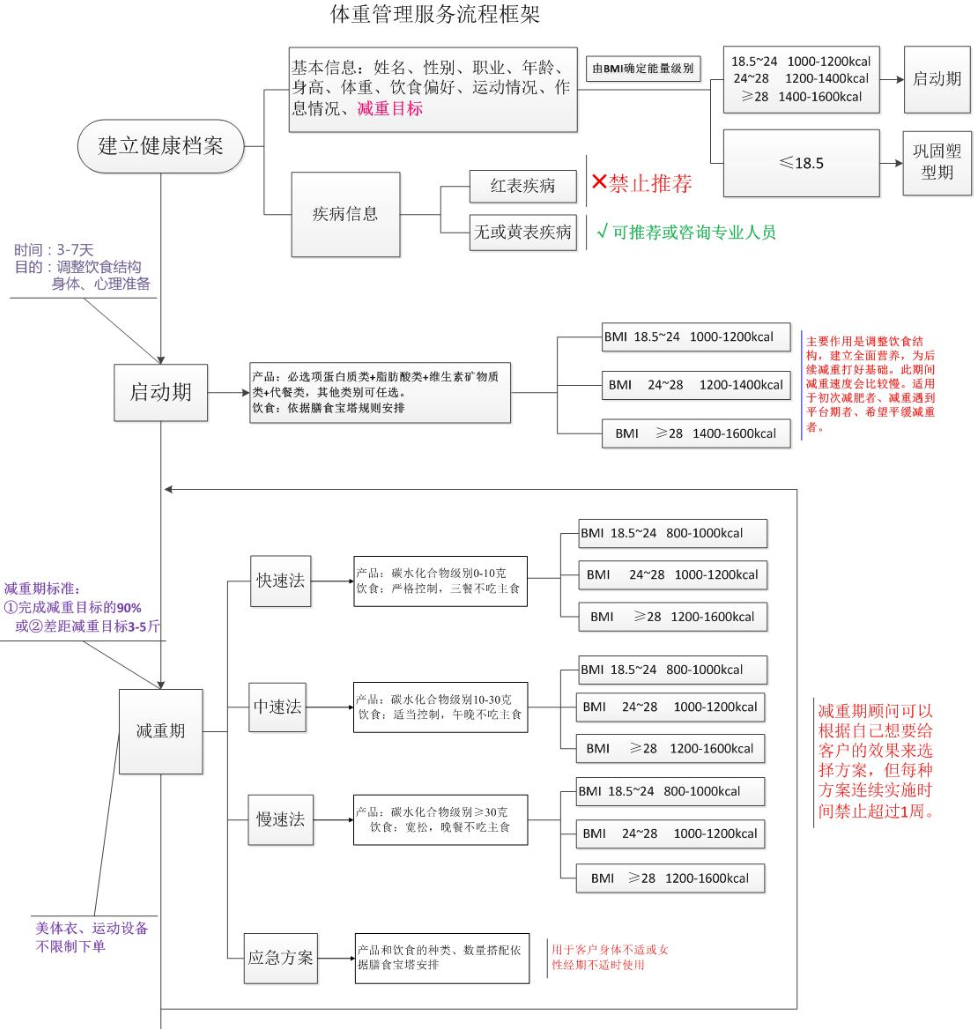 体重管理服务流程框架
建立健康档案
基本信息：姓名、性别、职业、年龄、
身高、体重、饮食偏好、运动情况、作
息情况、减重目标
由BMI确定能量级别
18.5~24 1000-1200kcal
24~28 1200-1400kcal
≥28 1400-1600kcal
启动期
≤18.5
巩固塑
型期
疾病信息
红表疾病
×禁止推荐
无或黄表疾病
√可推荐或咨询专业人员
时间：3-7天
目的：调整饮食结构
身体、心理准备
启动期
产品：必选项蛋白质类+脂肪酸类+维生素矿物质
类+代餐类，其他类别可任选。
饮食：依据膳食宝塔规则安排
BMI 18.5~24 1000-1200kcal
BMI 24~28 1200-1400kcal
BMI ≥28 1400-1600kcal
主要作用是调整饮食结
构，建立全面营养，为后
续减重打好基础。此期间
减重速度会比较慢。适用
于初次减肥者、减重遇到
平台期者、希望平缓减重
者。
减重期标准：
①完成减重目标的90%
或②差距减重目标3-5斤
减重期
快速法
产品：碳水化合物级别0-10克
饮食：严格控制，三餐不吃主食
BMI 18.5~24 800-1000kcal
BMI 24~28 1000-1200kcal
BMI ≥28 1200-1600kcal
中速法
产品：碳水化合物级别10-30克
饮食：适当控制，午晚不吃主食
BMI 18.5~24 800-1000kcal
BMI 24~28 1000-1200kcal
BMI ≥28 1200-1600kcal
慢速法
产品：碳水化合物级别≥30克
饮食：宽松，晚餐不吃主食
BMI 18.5~24 800-1000kcal
BMI 24~28 1000-1200kcal
BMI ≥28 1200-1600kcal
减重期顾问可以
根据自己想要给
客户的效果来选
择方案，但每种
方案连续实施时
间禁止超过1周。
美体衣、运动设备
不限制下单
应急方案
产品和饮食的种类、数量搭配依
据膳食宝塔安排
用于客户身体不适或女
性经期不适时使用